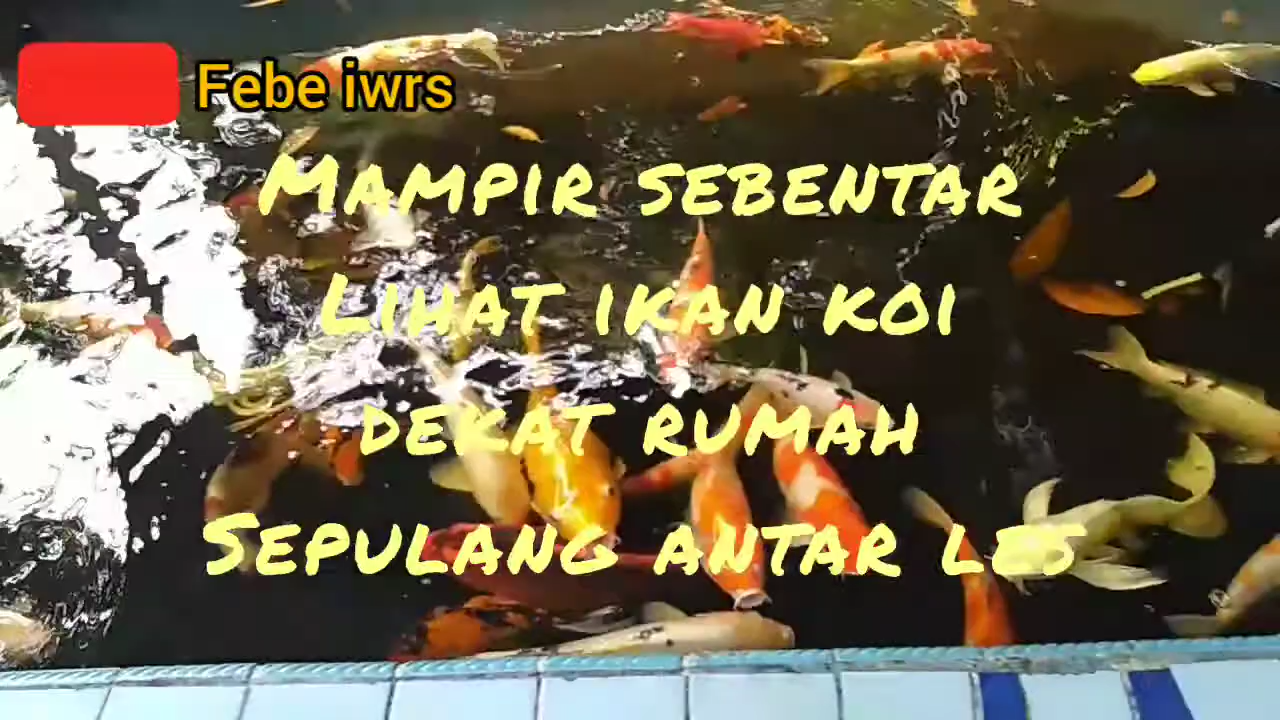 Febe iwrs
Mampir sebentar
Lihat ikan koi
dekat rumah
Sepulang antar les